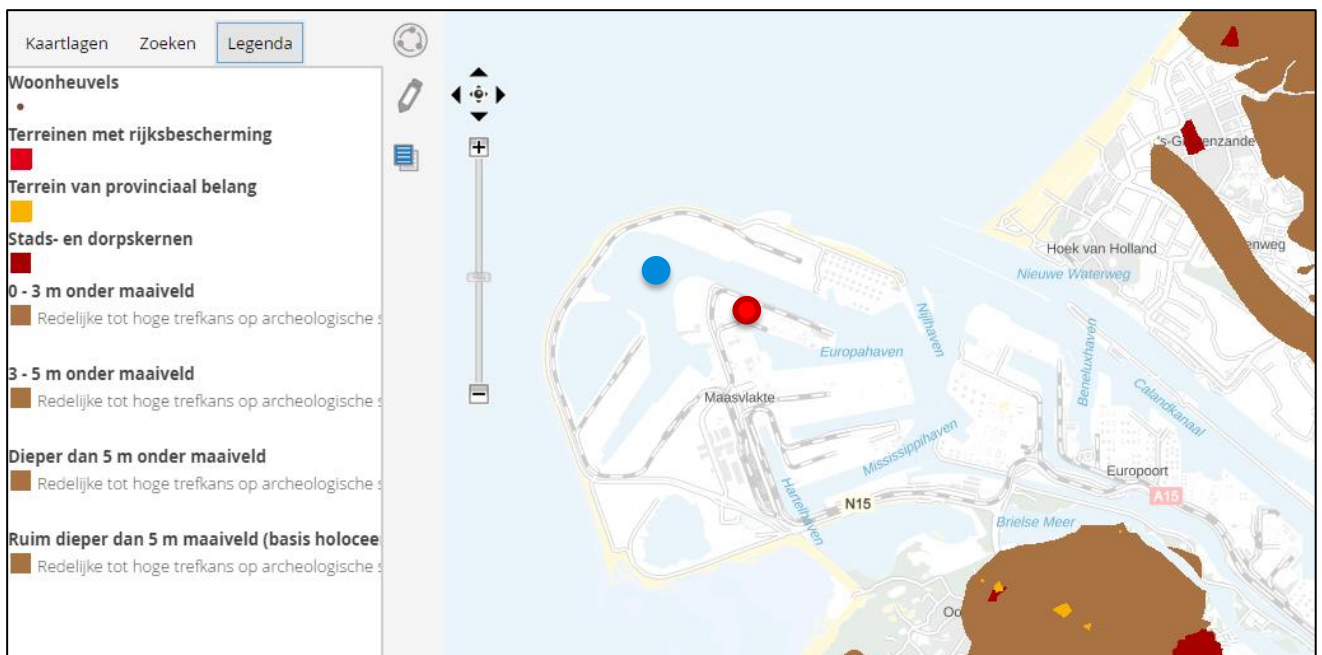 Kaartlagen Zoeken Legenda
Woonheuvels
Terreinen met rijksbescherming
Terrein van provinciaal belang
Stads- en dorpskernen
0 - 3 m onder maaiveld
Redelijke tot hoge trefkans op archeologische s
3 - 5 m onder maaiveld
Redelijke tot hoge trefkans op archeologische s
Dieper dan 5 m onder maaiveld
Redelijke tot hoge trefkans op archeologische s
Ruim dieper dan 5 m maaiveld (basis holocee
Redelijke tot hoge trefkans op archeologische s
's-G enzande
Hoek van Holland
enweg
Nieuwe Waterweg
Nijlhaven
Europahaven
Beneluxhaven
Calandkanaal
Maasvlakte
Mississippihaven
Europoort
Hartelhaven
N15
A15
Brielse Meer
Oo